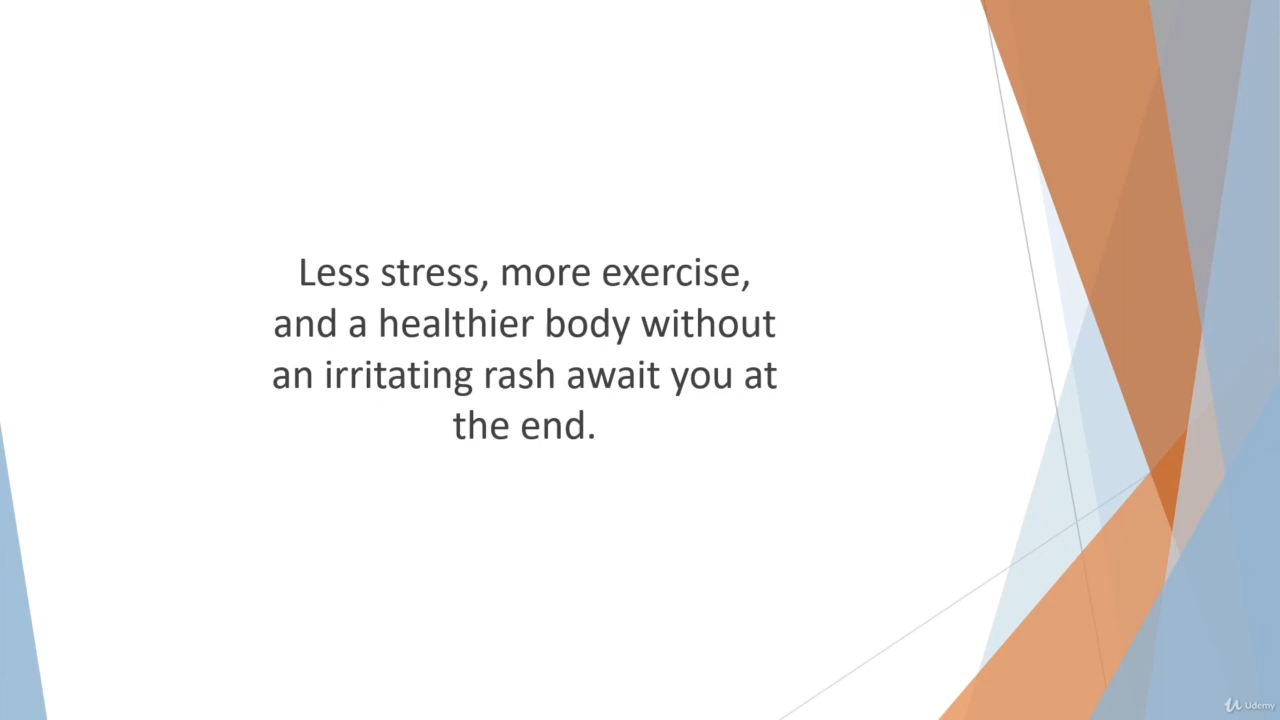 Less stress, more exercise,
and a healthier body without
an irritating rash await you at
the end.
Udemy